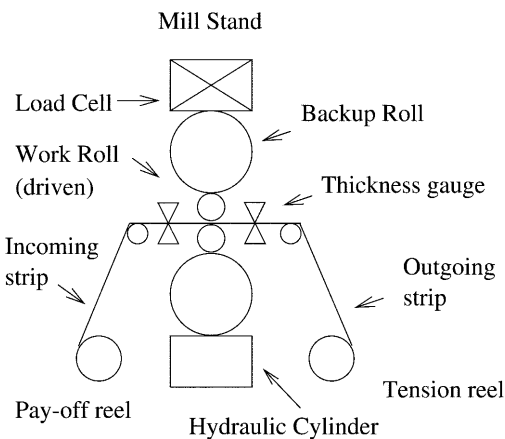 Mill Stand
Load Cell
Backup Roll
Work Roll
(driven)
Thickness gauge
Incoming
strip
Outgoing
strip
Tension reel
Pay-off reel
Hydraulic Cylinder